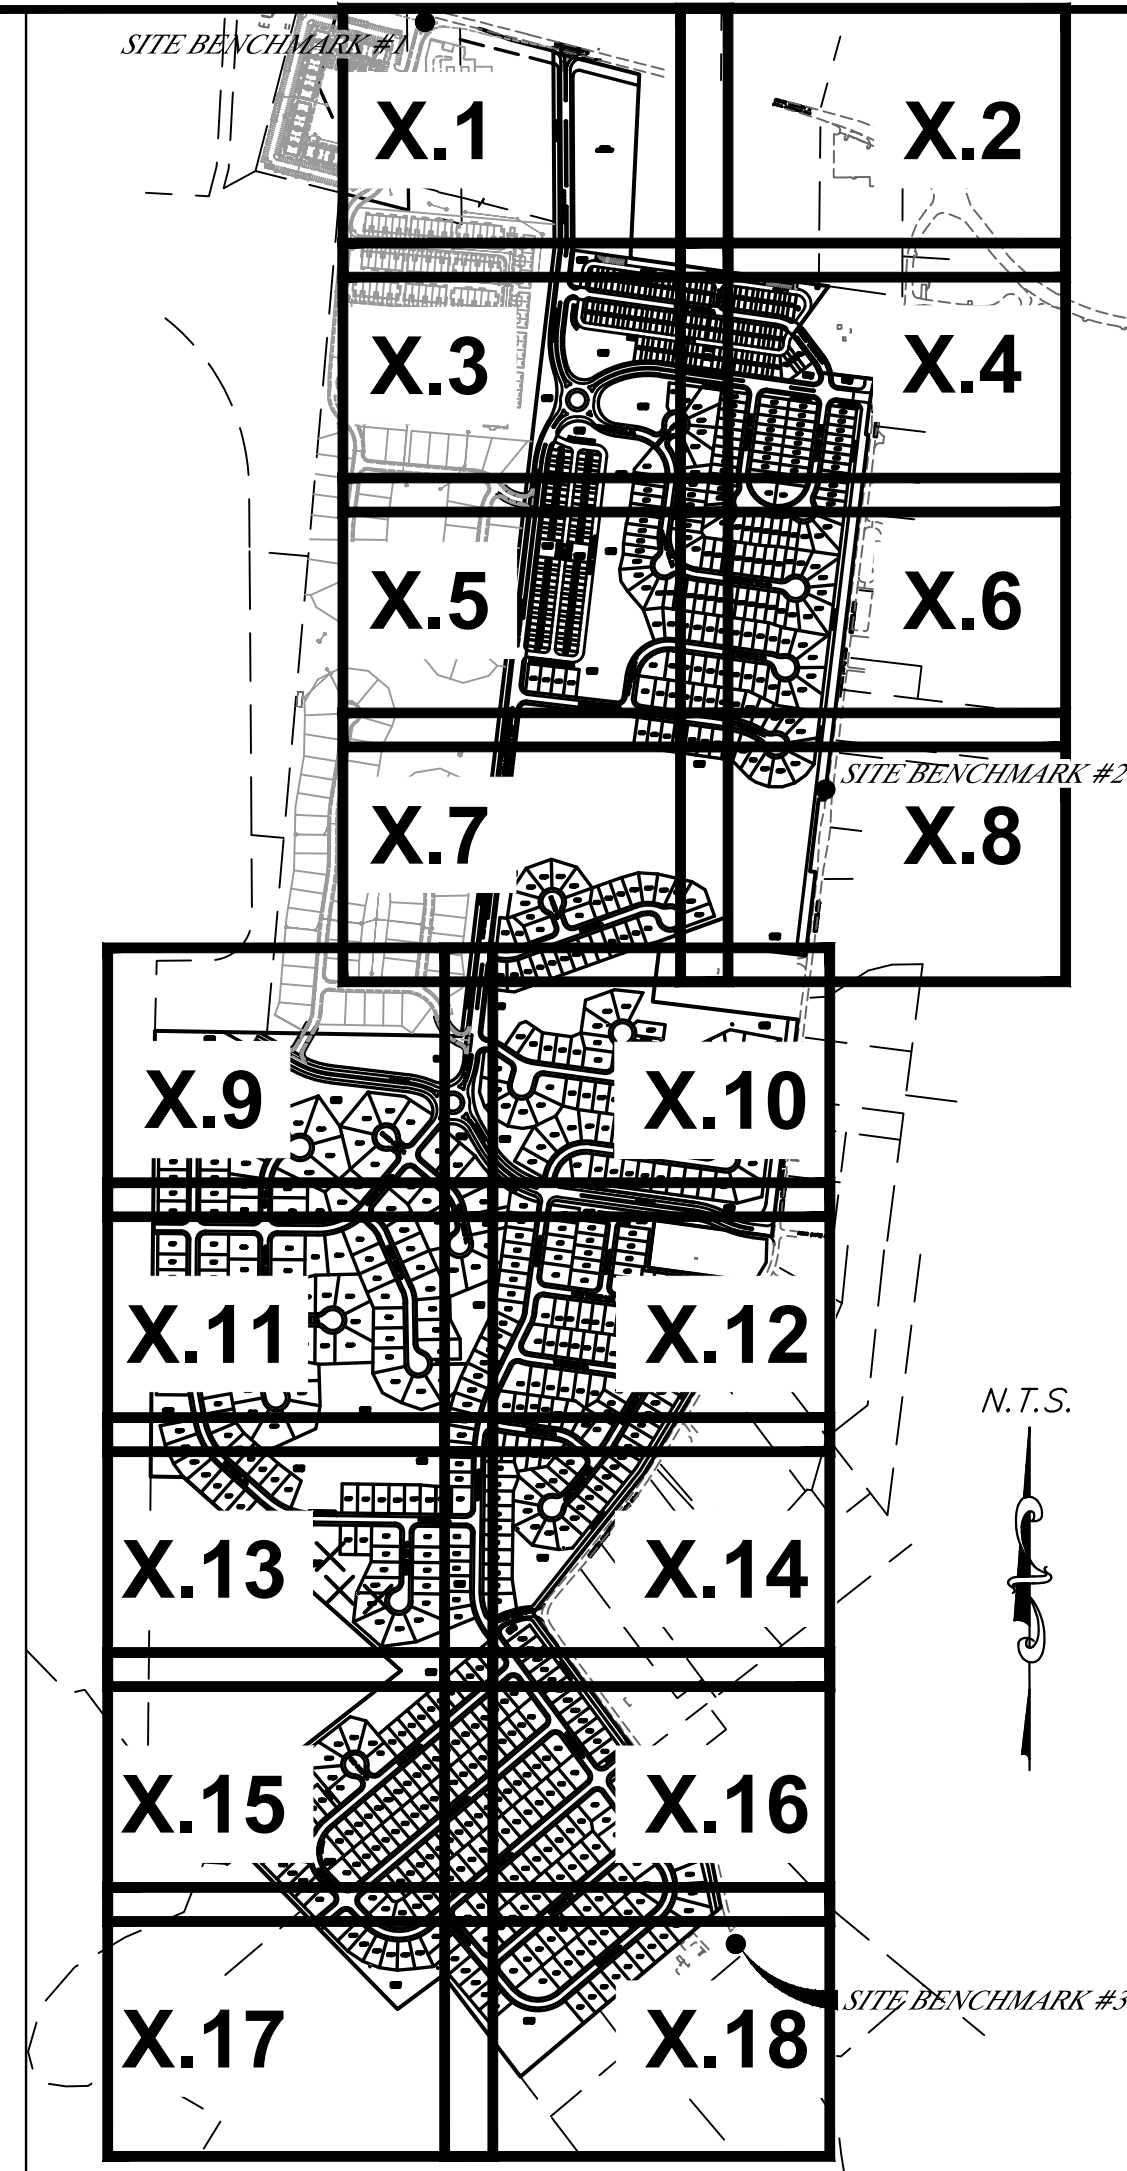 SITE BENCHMARK #1
X.1
X.2
X.3
X.4
X.5
X.6
SITE BENCHMARK #2
X.7
X.8
X.9
X.10
X.11
X.12
N.T.S.
X.13
X.14
X.15
X.16
SITE BENCHMARK #3
X.17
X.18